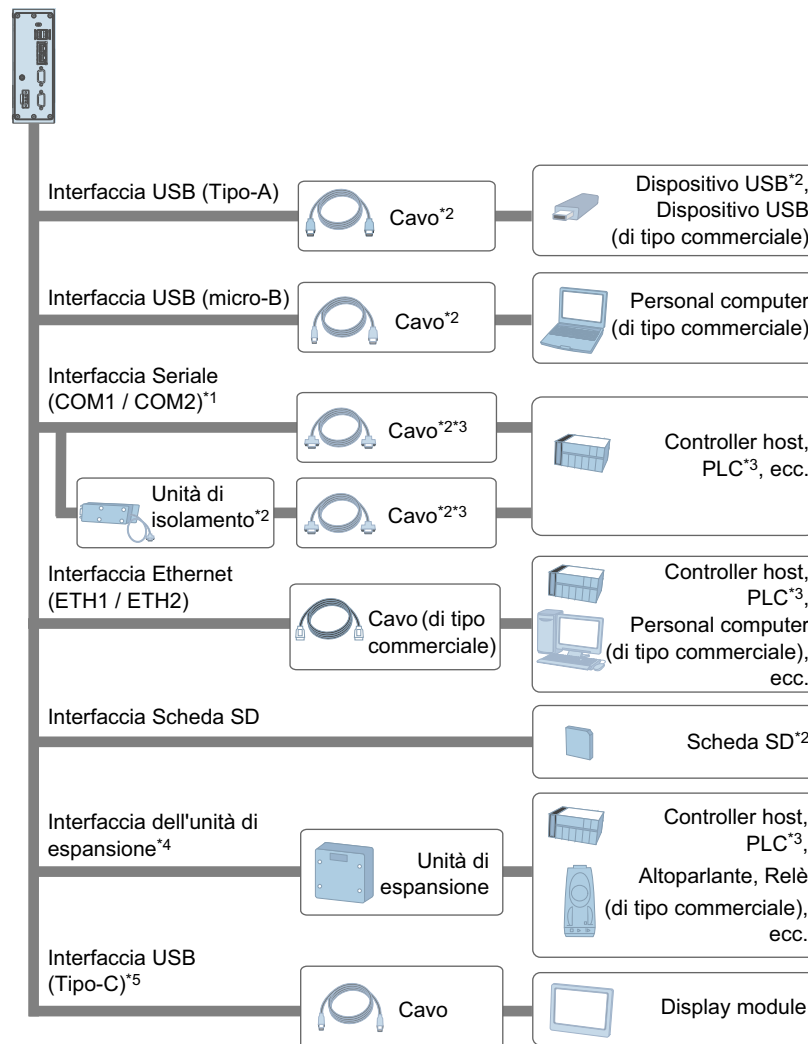 Interfaccia USB (Tipo-A)
Cavo*2
Dispositivo USB*2,
Dispositivo USB
(di tipo commerciale)
Interfaccia USB (micro-B)
Cavo*2
Personal computer
(di tipo commerciale)
Interfaccia Seriale
(COM1 / COM2)*1
Cavo*2*3
Controller host,
PLC*3, ecc.
Unità di
isolamento*2
Cavo*2*3
Interfaccia Ethernet
(ETH1 / ETH2)
Cavo (di tipo
commerciale)
Controller host,
PLC*3,
Personal computer
(di tipo commerciale),
ecc.
Interfaccia Scheda SD
Scheda SD*2
Interfaccia dell'unità di
espansione*4
Unità di
espansione
Controller host,
PLC*3,
Altoparlante, Relè
(di tipo commerciale),
ecc.
Interfaccia USB
(Tipo-C)*5
Cavo
Display module